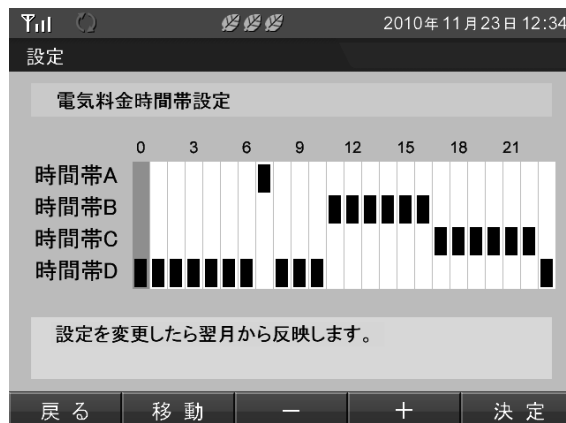 2010年11月23日 12:34
設定
電気料金時間帯設定
0 3 6 9 12 15 18 21
時間帯A
時間帯B
時間帯C
時間帯D
設定を変更したら翌月から反映します。
戻る 移動 － ＋ 決定